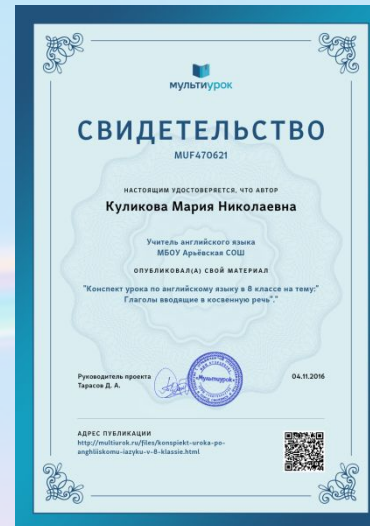 мультиурок
СВИДЕТЕЛЬСТВО
MUF470621
НАСТОЯЩИМ УДОСТОВЕРЯЕТСЯ, ЧТО АВТОР
Куликова Мария Николаевна
Учитель английского языка
МБОУ Арьёвская СОШ
ОПУБЛИКОВАЛ(А) СВОЙ МАТЕРИАЛ
"Конспект урока по английскому языку в 8 классе на тему:"
Глаголы вводящие в косвенную речь"."
Руководитель проекта
Тарасов Д. А.
«Мультиурок»
04.11.2016
АДРЕС ПУБЛИКАЦИИ
http://multiurok.ru/files/konspiekt-uroka-po-
anghliiskomu-iazyku-v-8-klassie.html